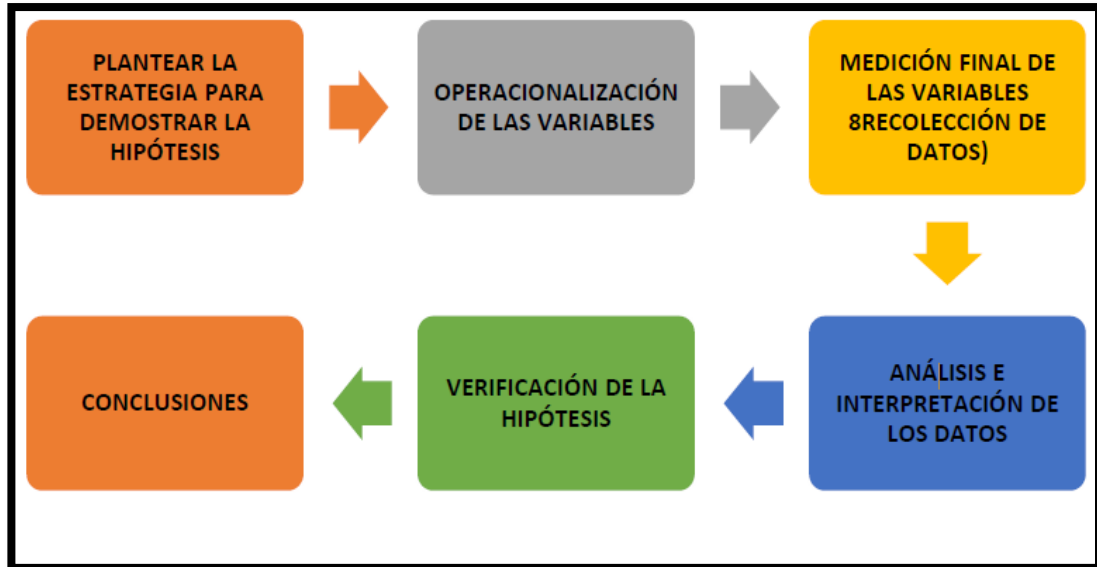 PLANTEAR LA
ESTRATEGIA PARA
DEMOSTRAR LA
HIPÓTESIS
OPERACIONALIZACIÓN
DE LAS VARIABLES
MEDICIÓN FINAL DE
LAS VARIABLES
8RECOLECCIÓN DE
DATOS)
ANÁLISIS E
INTERPRETACIÓN DE
LOS DATOS
VERIFICACIÓN DE LA
HIPÓTESIS
CONCLUSIONES